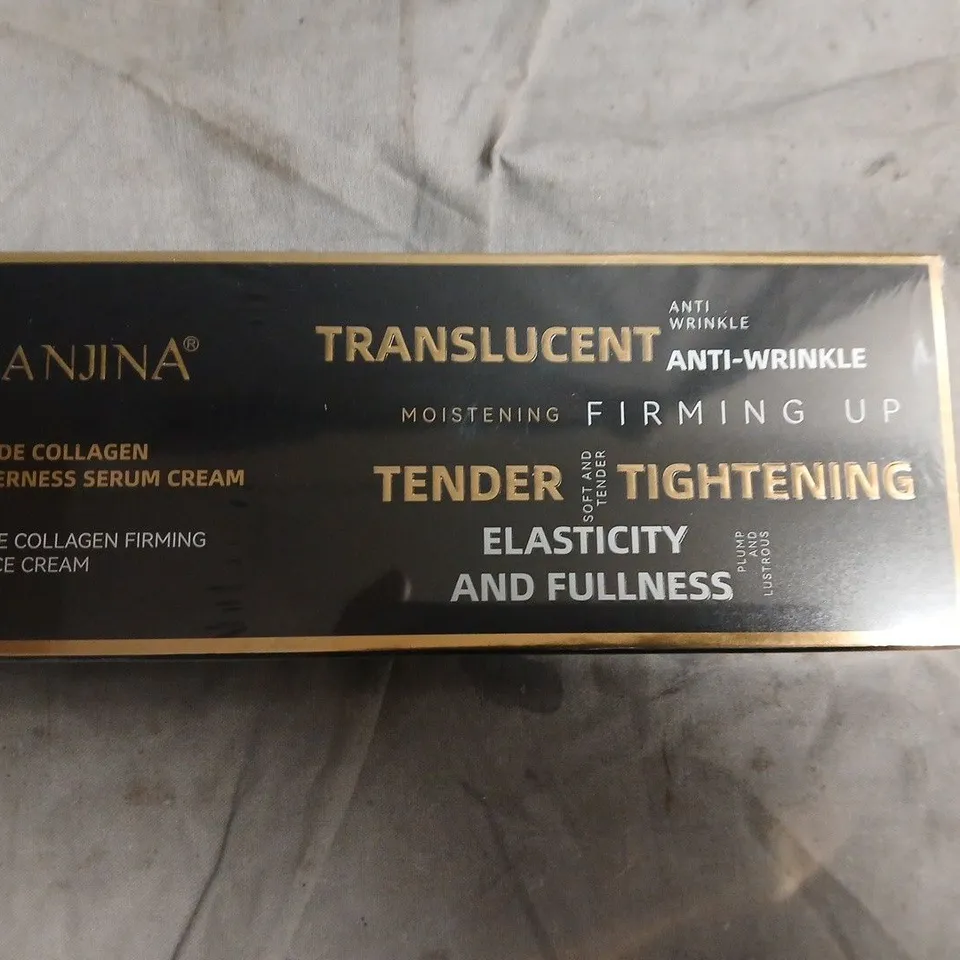 ANJINA®
DE COLLAGEN
ERNESS SERUM CREAM
E COLLAGEN FIRMING
CE CREAM
TRANSLUCENT
ANTI
WRINKLE
ANTI-WRINKLE
MOISTENING FIRMING UP
TENDER
SOFT AND
TENDER
TIGHTENING
ELASTICITY
AND FULLNESS
PLUMP
AND
LUSTROUS